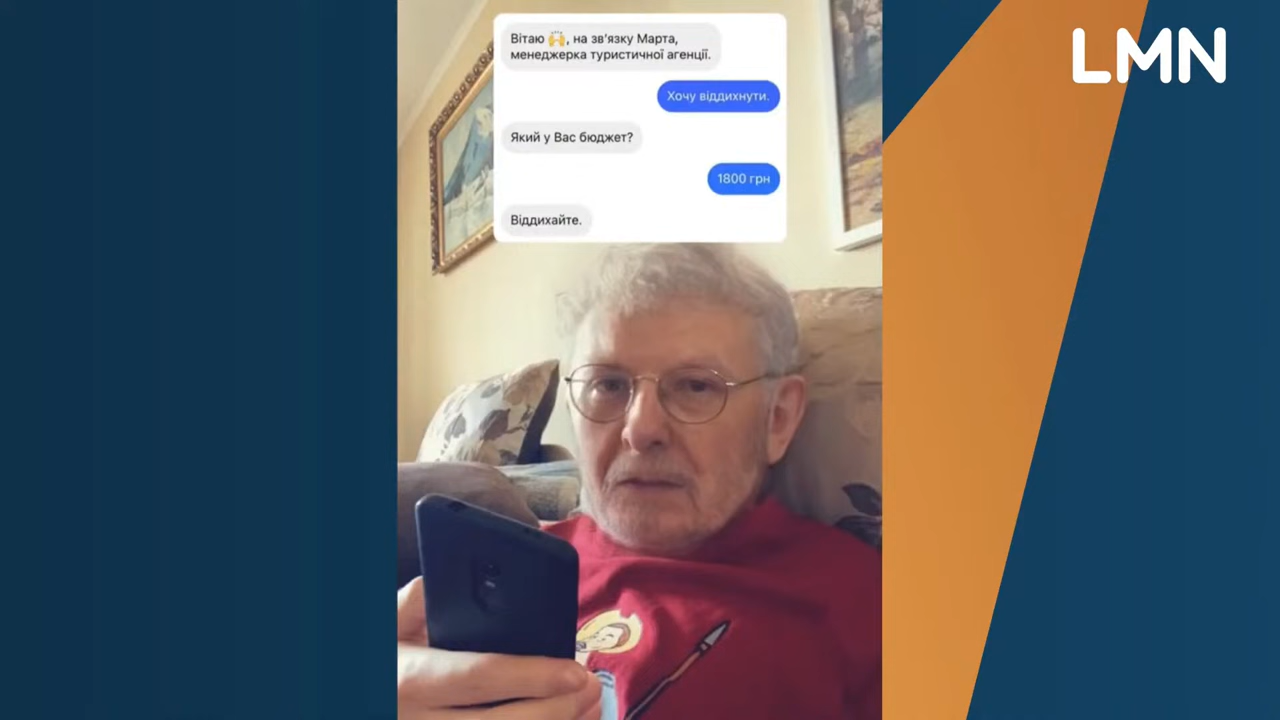 LMN
Вітаю 🙌, на зв'язку Марта,
менеджерка туристичної агенції.
Хочу віддихнути.
Який у Вас бюджет?
1800 грн
Віддихайте.